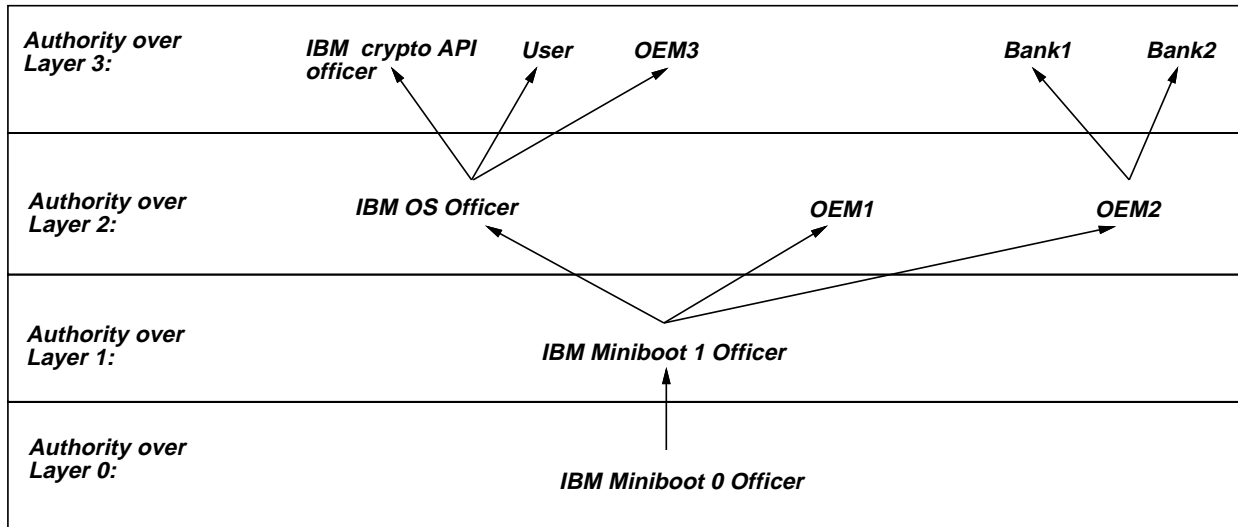 Authority over
Layer 3:
IBM crypto API
officer
User
OEM3
Bank1
Bank2
Authority over
Layer 2:
IBM OS Officer
OEM1
OEM2
Authority over
Layer 1:
IBM Miniboot 1 Officer
Authority over
Layer 0:
IBM Miniboot 0 Officer